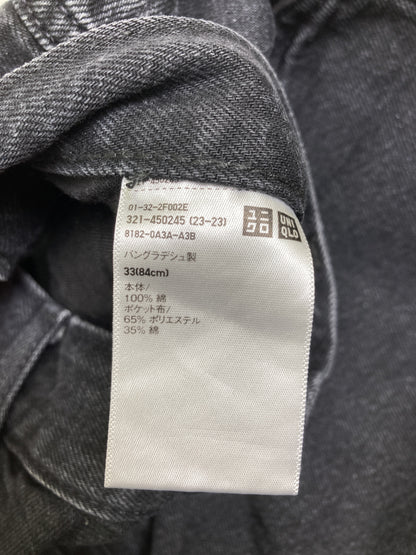 01-32-2F002E
321-450245 (23-23)
8182-0A3A-A3B
ユニ
クロ
UNI
QLO
バングラデシュ製
33(84cm)
本体/
100% 綿
ポケット布/
65% ポリエステル
35% 綿